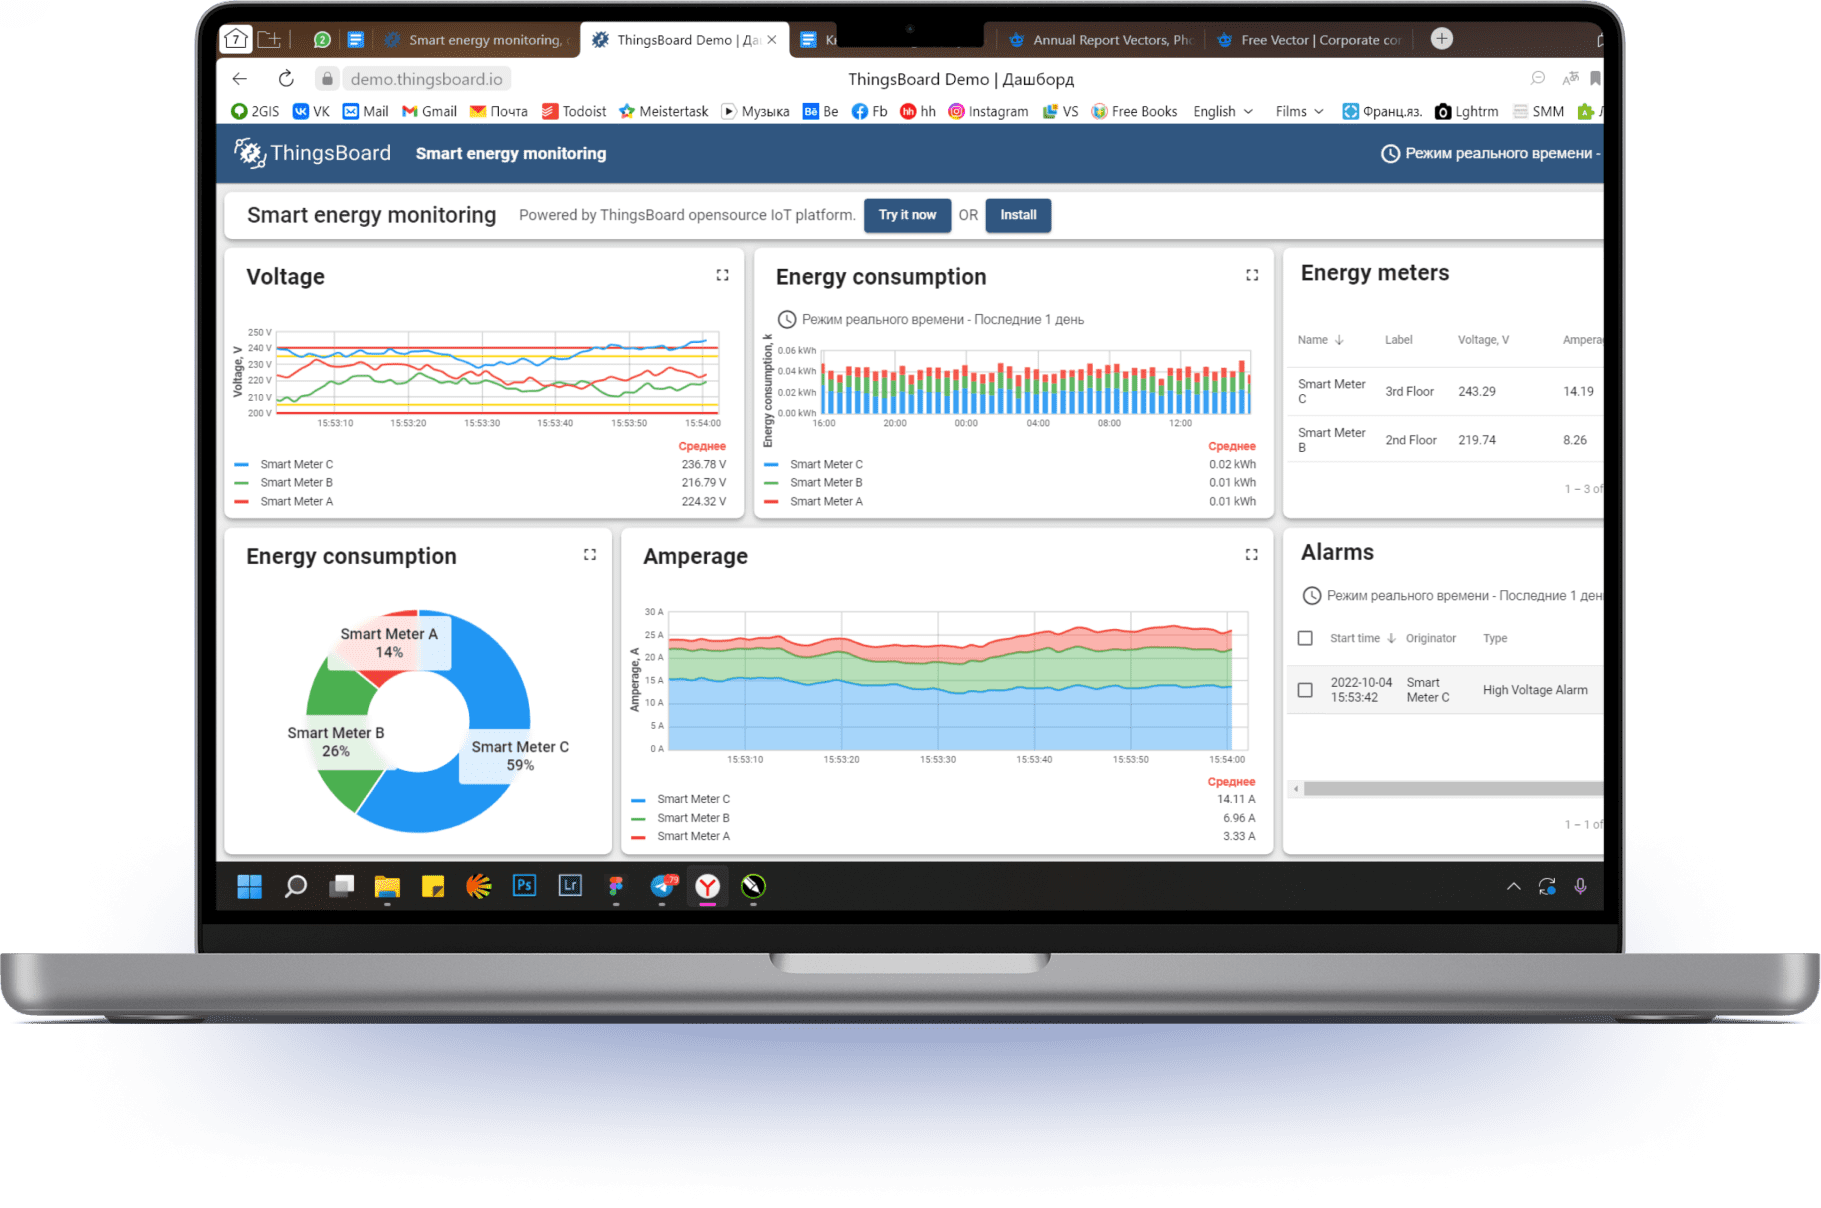 7
2
Smart energy monitoring,
ThingsBoard Demo | Да
Annual Report Vectors, Pho
Free Vector | Corporate co
demo.thingsboard.io
ThingsBoard Demo | Дашборд
2GIS VK Mail Gmail Почта Todoist Meistertask Музыка Be Fb hh Instagram VS Free Books English Films Франц.яз. Lghtrm SMM
ThingsBoard
Smart energy monitoring
Режим реального времени -
Smart energy monitoring
Powered by ThingsBoard opensource IoT platform.
Try it now
OR
Install
Voltage
Voltage, V
250 V
240 V
230 V
220 V
210 V
200 V
15:53:10 15:53:20 15:53:30 15:53:40 15:53:50 15:54:00
Среднее
Smart Meter C 236.78 V
Smart Meter B 216.79 V
Smart Meter A 224.32 V
Energy consumption
Режим реального времени - Последние 1 день
Energy consumption, k
0.06 kWh
0.04 kWh
0.02 kWh
0.00 kWh
16:00 20:00 00:00 04:00 08:00 12:00
Среднее
Smart Meter C 0.02 kWh
Smart Meter B 0.01 kWh
Smart Meter A 0.01 kWh
Energy meters
Name Label Voltage, V Ampera
Smart Meter C 3rd Floor 243.29 14.19
Smart Meter B 2nd Floor 219.74 8.26
1 – 3 of
Energy consumption
Smart Meter A
14%
Smart Meter B
26%
Smart Meter C
59%
Amperage
Amperage, A
30 A
25 A
20 A
15 A
10 A
5 A
0 A
15:53:10 15:53:20 15:53:30 15:53:40 15:53:50 15:54:00
Среднее
Smart Meter C 14.11 A
Smart Meter B 6.96 A
Smart Meter A 3.33 A
Alarms
Режим реального времени - Последние 1 ден
Start time Originator Type
2022-10-04 15:53:42 Smart Meter C High Voltage Alarm
1 – 1 of
Ps
Lr
79